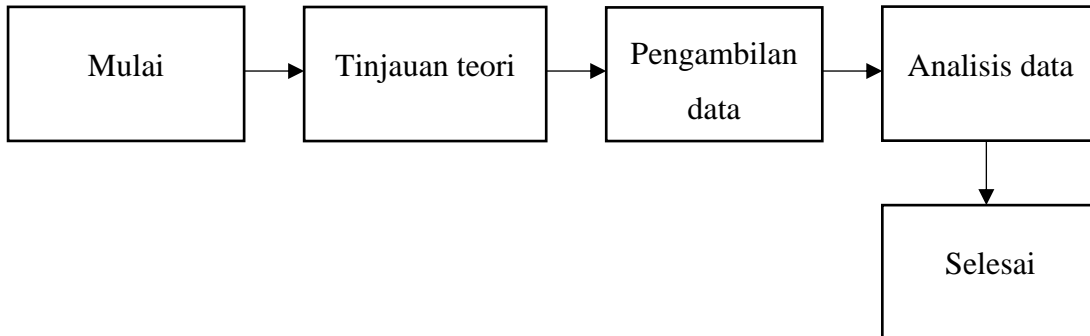 Mulai
Tinjauan teori
Pengambilan
data
Analisis data
Selesai